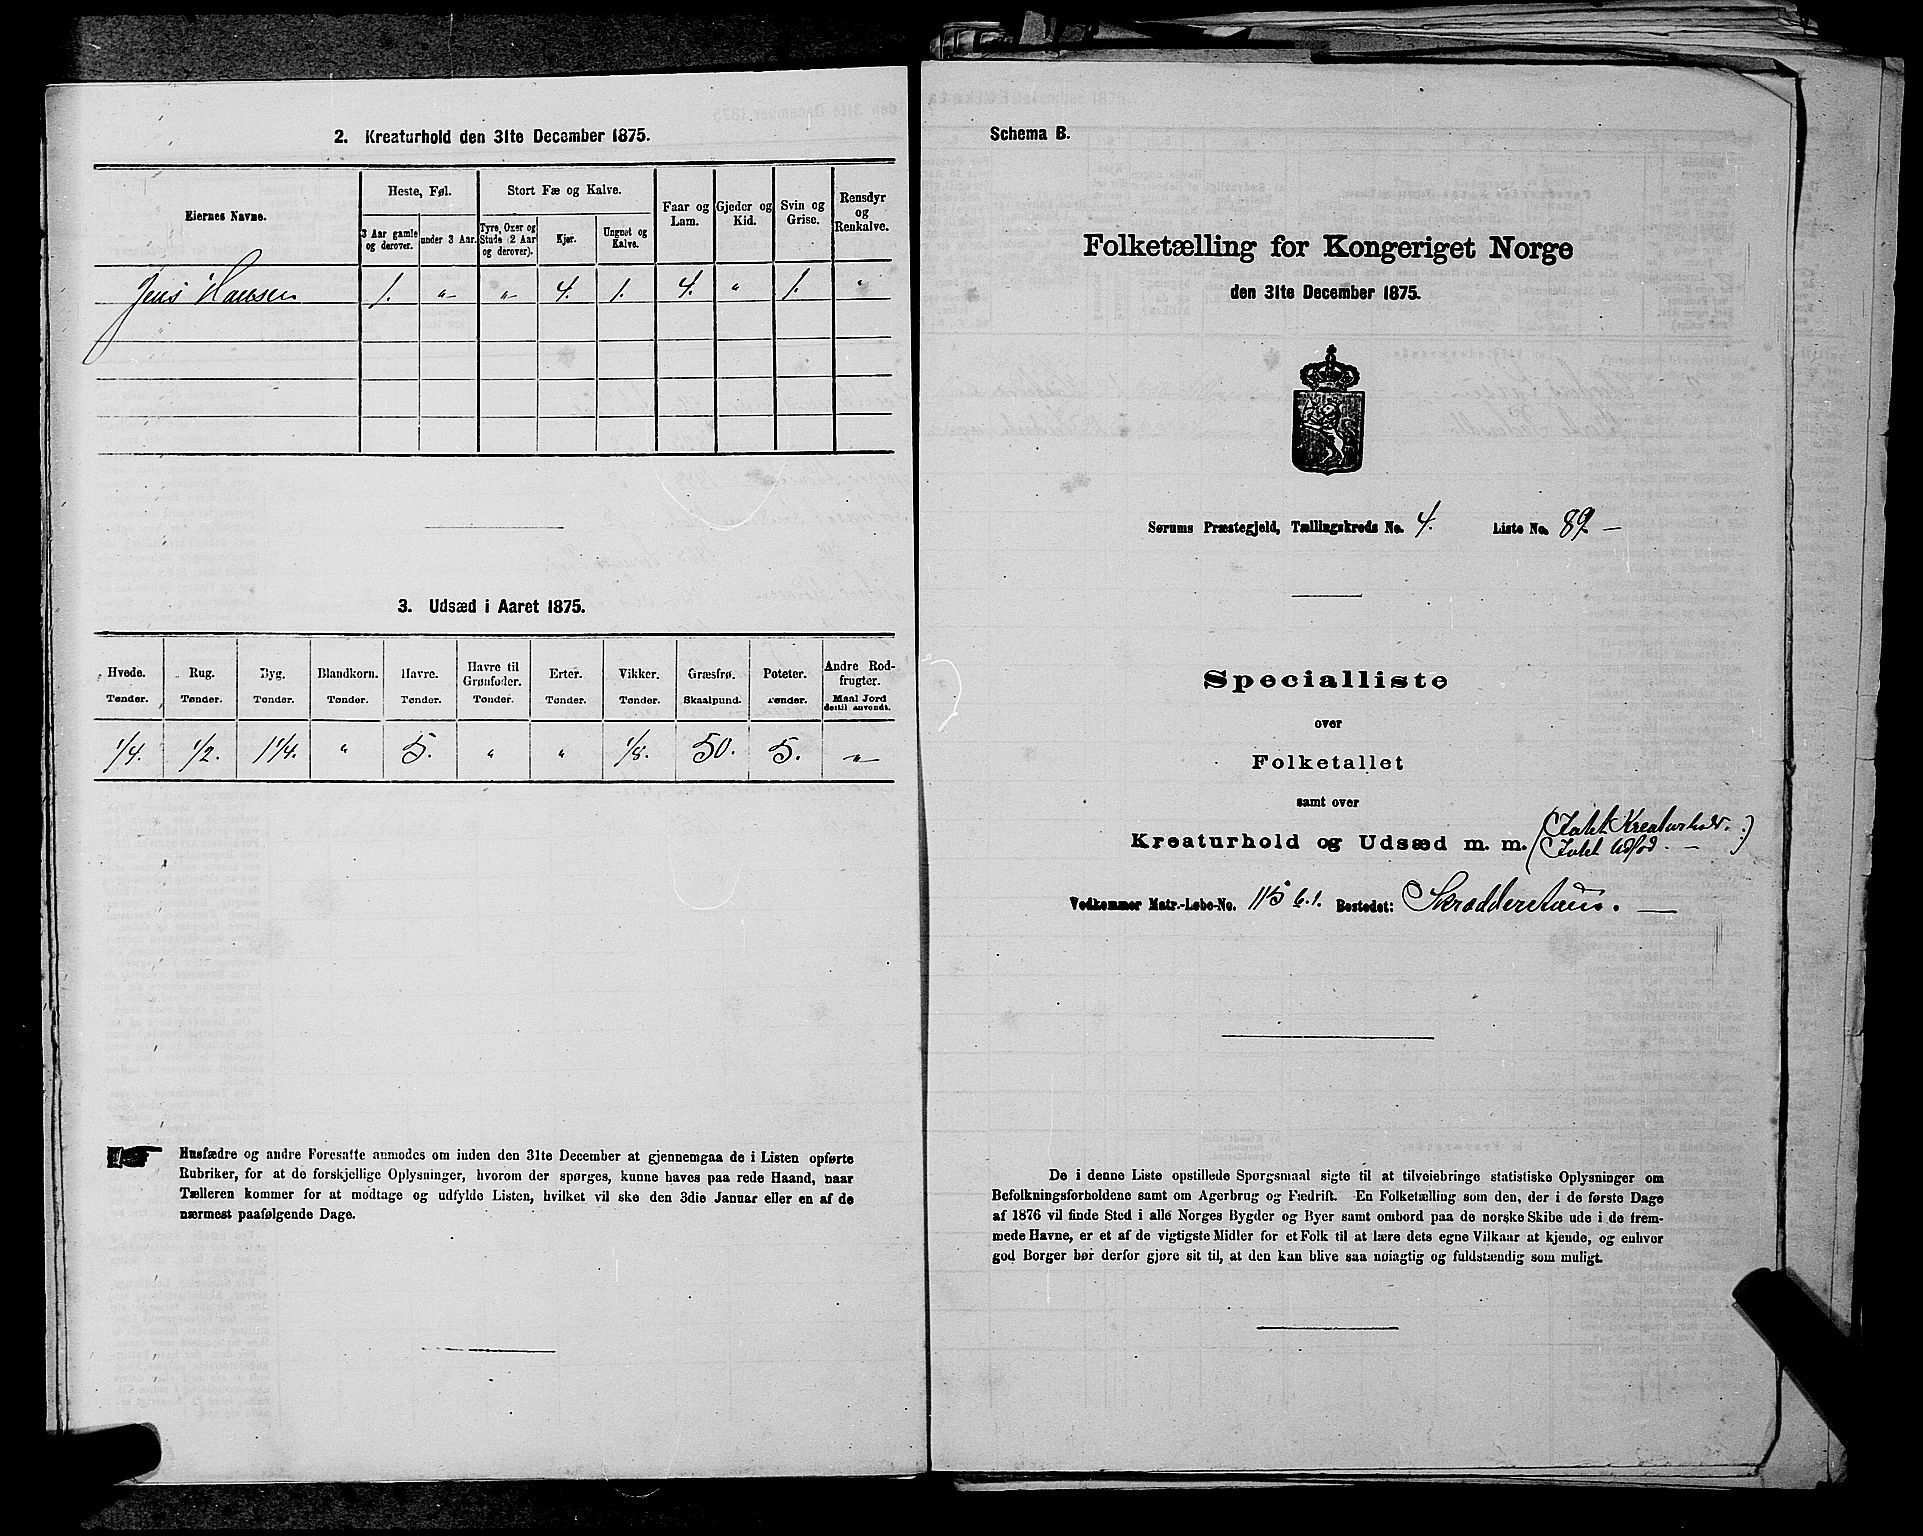 2. Kreaturhold den 31te December 1875.
Eiernes Navne.
Heste, Føl.
Stort Fæ og Kalve.
Faar og Lam.
Gjeder og Kid.
Svin og Grise.
Rensdyr og Renkalve.
3 Aar gamle og derover.
under 3 Aar.
Tyre, Oxer og Stude (2 Aar og derover).
Kjør.
Ungnøt og Kalve.
Jens Hansen 1. " " 4. 1. 4. " 1. "
3. Udsæd i Aaret 1875.
Hvede. Rug. Byg. Blandkorn. Havre. Havre til Grønfoder. Erter. Vikker. Græsfrø. Poteter. Andre Rodfrugter.
Tønder. Tønder. Tønder. Tønder. Tønder. Tønder. Tønder. Tønder. Skaalpund. Tønder. Maal Jord dertil anvendt.
1/4. 1/2. 1 1/4. " 5. " " 1/8. 50. 5. "
Husfædre og andre Foresatte anmodes om inden den 31te December at gjennemgaa de i Listen opførte
Rubriker, for at de forskjellige Oplysninger, hvorom der spørges, kunne haves paa rede Haand, naar
Tælleren kommer for at modtage og udfylde Listen, hvilket vil ske den 3die Januar eller en af de
nærmest paafølgende Dage.
Schema B.
Folketælling for Kongeriget Norge
den 31te December 1875.
Sørums Præstegjeld, Tællingskreds No. 4. Liste No. 89 –
Specialliste
over
Folketallet
samt over
Kreaturhold og Udsæd m. m. (Intet Kreaturhold.
(Intet Udsæd. – )
Vedkommer Matr.-Løbe-No. 115 b.1. Bostedet: Skrædderstuen. —
De i denne Liste opstillede Spørgsmaal sigte til at tilveiebringe statistiske Oplysninger om
Befolkningsforholdene samt om Agerbrug og Fædrift. En Folketælling som den, der i de første Dage
af 1876 vil finde Sted i alle Norges Bygder og Byer samt ombord paa de norske Skibe ude i de frem-
mede Havne, er et af de vigtigste Midler for et Folk til at lære dets egne Vilkaar at kjende, og enhver
god Borger bør derfor gjøre sit til, at den kan blive saa nøiagtig og fuldstændig som muligt.